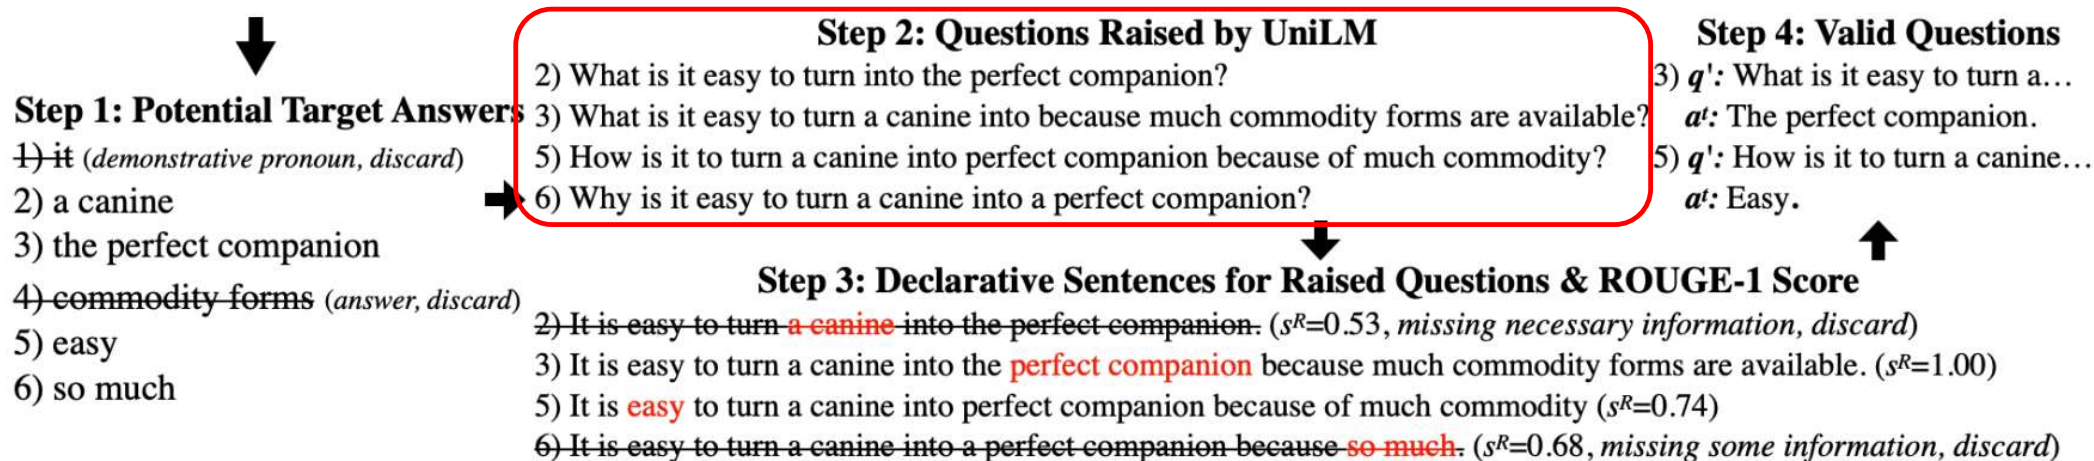 Step 1: Potential Target Answers
1) it (demonstrative pronoun, discard)
2) a canine
3) the perfect companion
4) commodity forms (answer, discard)
5) easy
6) so much
Step 2: Questions Raised by UniLM
2) What is it easy to turn into the perfect companion?
3) What is it easy to turn a canine into because much commodity forms are available?
5) How is it to turn a canine into perfect companion because of much commodity?
6) Why is it easy to turn a canine into a perfect companion?
Step 3: Declarative Sentences for Raised Questions & ROUGE-1 Score
2) It is easy to turn a canine into the perfect companion. (sR=0.53, missing necessary information, discard)
3) It is easy to turn a canine into the perfect companion because much commodity forms are available. (sR=1.00)
5) It is easy to turn a canine into perfect companion because of much commodity (sR=0.74)
6) It is easy to turn a canine into a perfect companion because so much. (sR=0.68, missing some information, discard)
Step 4: Valid Questions
3) q': What is it easy to turn a…
at: The perfect companion.
5) q': How is it to turn a canine…
at: Easy.